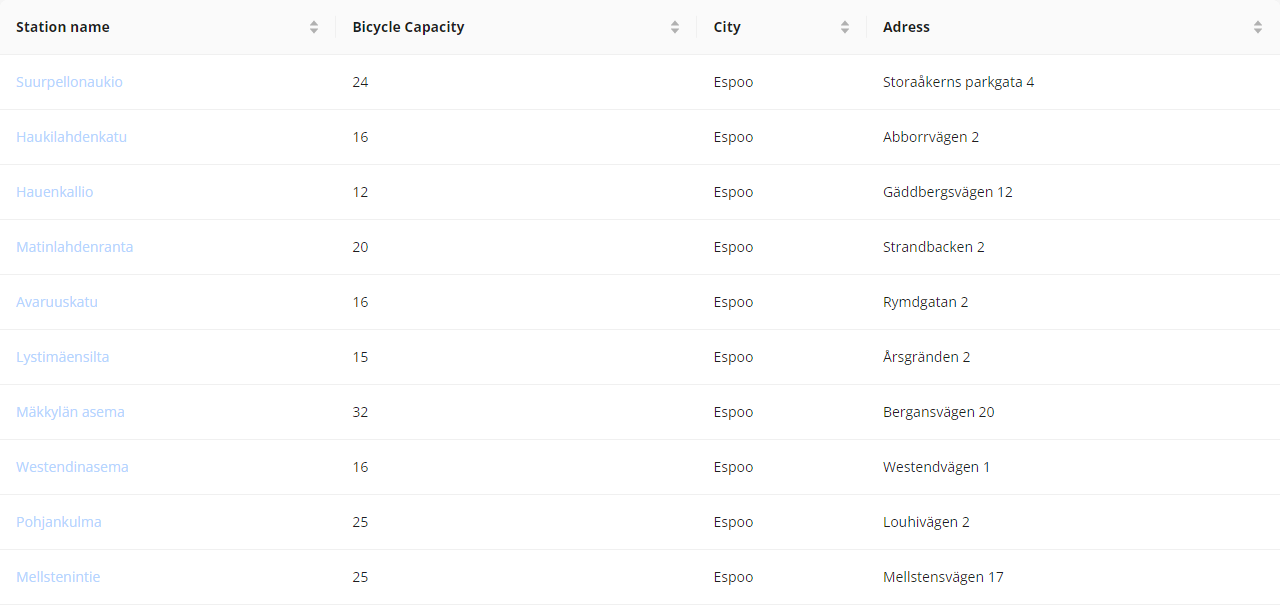 Station name Bicycle Capacity City Adress
Suurpellonaukio 24 Espoo Storaåkerns parkgata 4
Haukilahdenkatu 16 Espoo Abborrvägen 2
Hauenkallio 12 Espoo Gäddbergsvägen 12
Matinlahdenranta 20 Espoo Strandbacken 2
Avaruuskatu 16 Espoo Rymdgatan 2
Lystimäensilta 15 Espoo Årsgränden 2
Mäkkylän asema 32 Espoo Bergansvägen 20
Westendinasema 16 Espoo Westendvägen 1
Pohjankulma 25 Espoo Louhivägen 2
Mellstenintie 25 Espoo Mellstensvägen 17